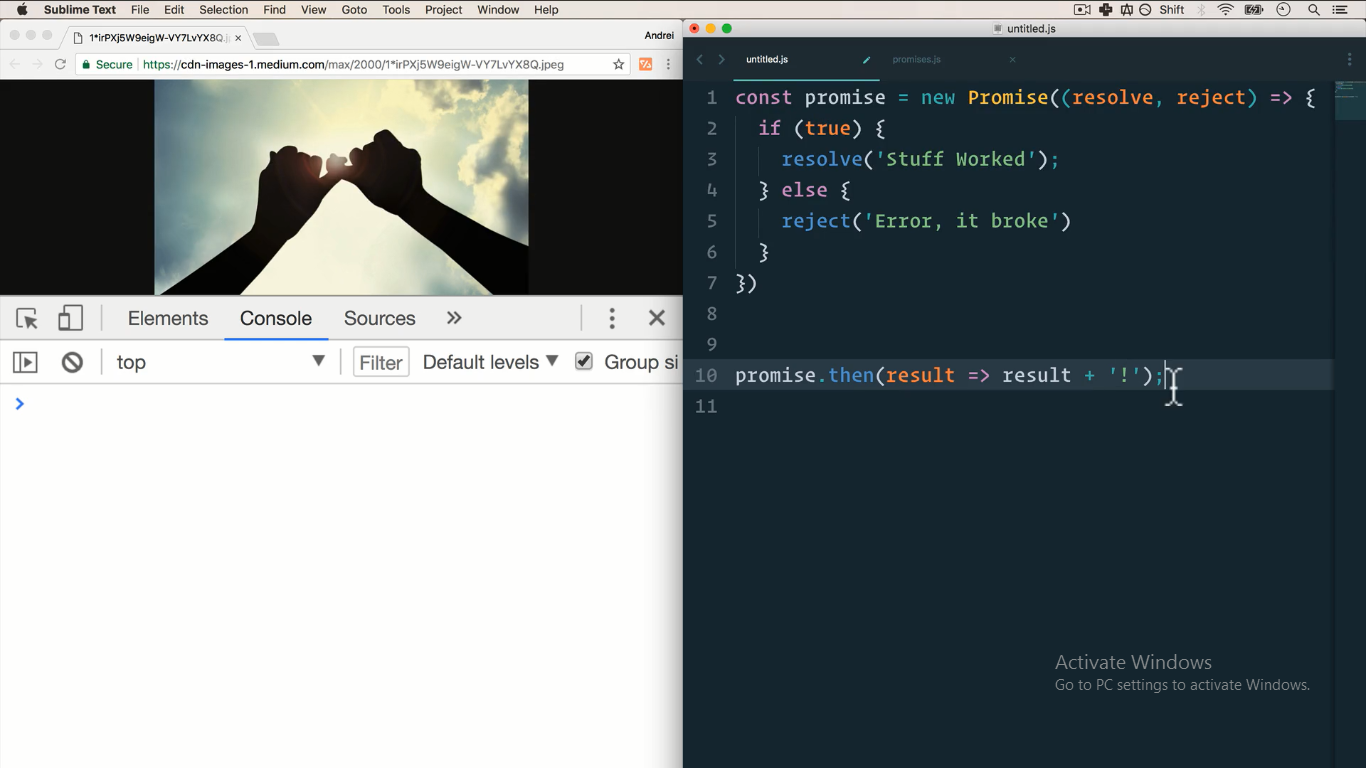 Sublime Text File Edit Selection Find View Goto Tools Project Window Help Shift
1*irPXj5W9eigW-VY7LvYX8Q.j
Andrei
Secure https://cdn-images-1.medium.com/max/2000/1*irPXj5W9eigW-VY7LvYX8Q.jpeg
Elements Console Sources
top Filter Default levels Group si
untitled.js
untitled.js promises.js
1 const promise = new Promise((resolve, reject) => {
2 if (true) {
3 resolve('Stuff Worked');
4 } else {
5 reject('Error, it broke')
6 }
7 })
8
9
10 promise.then(result => result + '!');
11
Activate Windows
Go to PC settings to activate Windows.